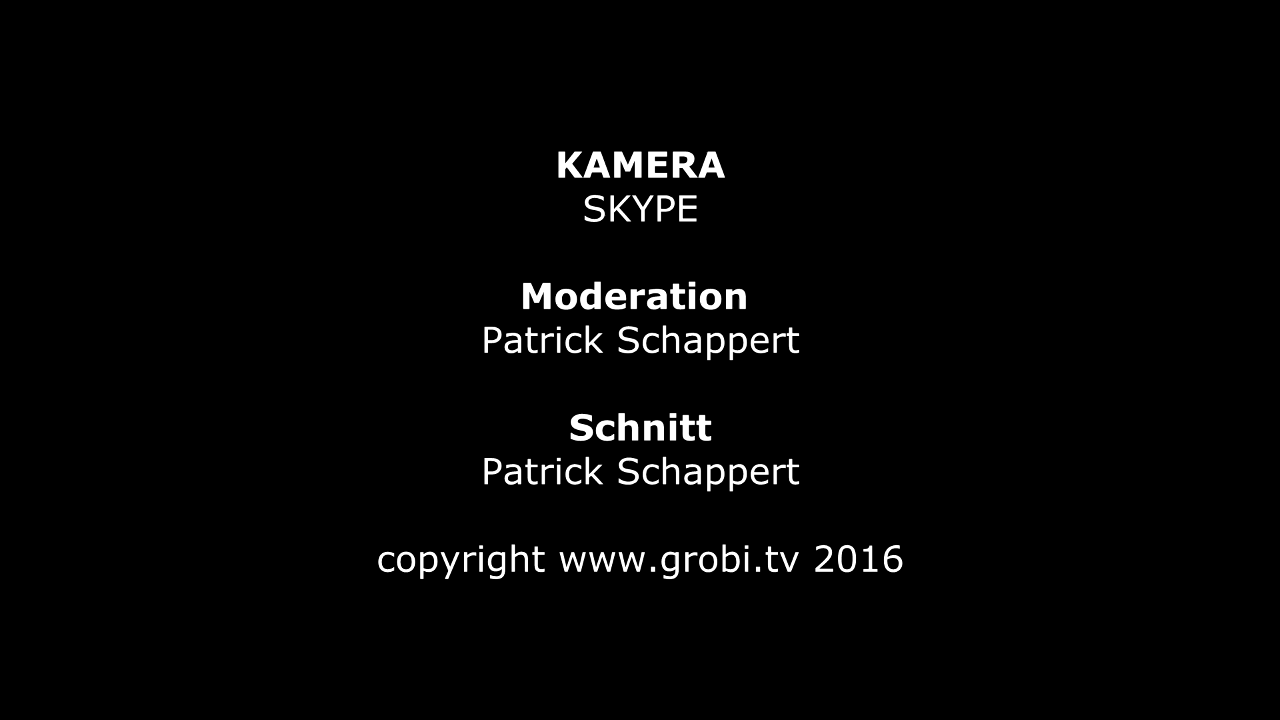 KAMERA
SKYPE
Moderation
Patrick Schappert
Schnitt
Patrick Schappert
copyright www.grobi.tv 2016